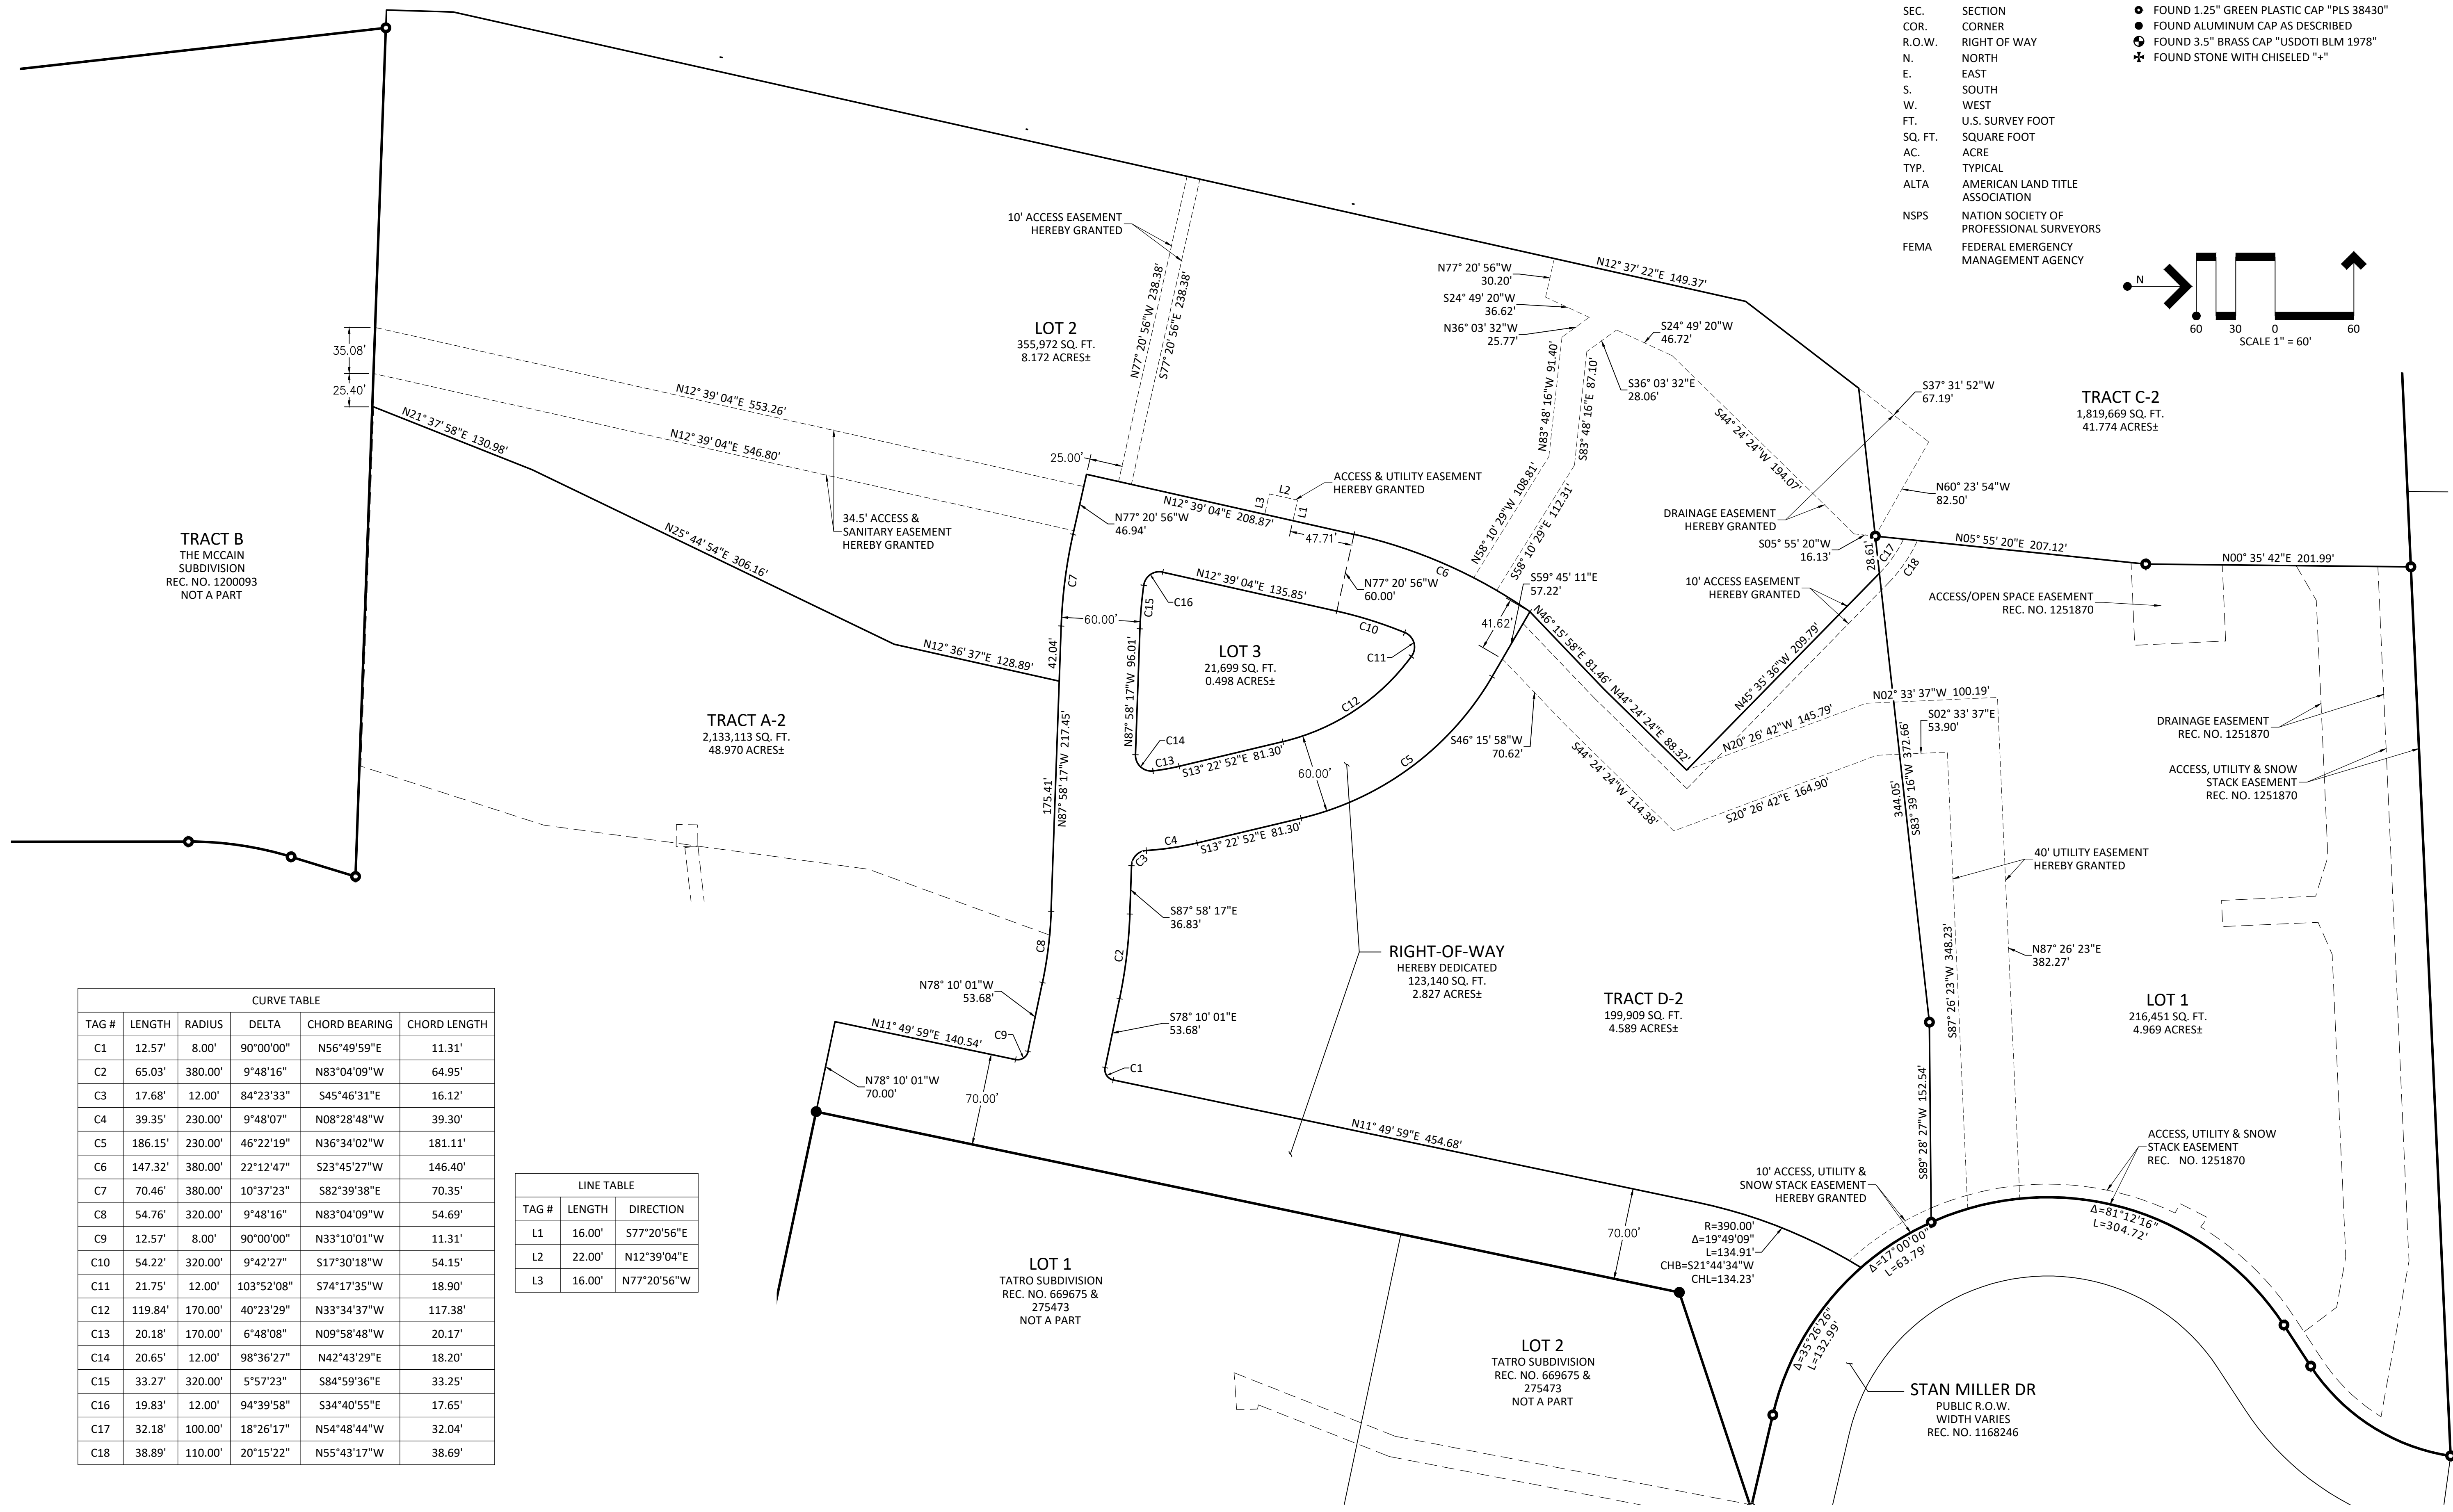 SEC. SECTION
COR. CORNER
R.O.W. RIGHT OF WAY
N. NORTH
E. EAST
S. SOUTH
W. WEST
FT. U.S. SURVEY FOOT
SQ. FT. SQUARE FOOT
AC. ACRE
TYP. TYPICAL
ALTA AMERICAN LAND TITLE
ASSOCIATION
NSPS NATION SOCIETY OF
PROFESSIONAL SURVEYORS
FEMA FEDERAL EMERGENCY
MANAGEMENT AGENCY
FOUND 1.25" GREEN PLASTIC CAP "PLS 38430"
FOUND ALUMINUM CAP AS DESCRIBED
FOUND 3.5" BRASS CAP "USDOTI BLM 1978"
FOUND STONE WITH CHISELED "+"
N
60 30 0 60
SCALE 1" = 60'
10' ACCESS EASEMENT
HEREBY GRANTED
N77° 20' 56"W 238.38'
S77° 20' 56"E 238.38'
LOT 2
355,972 SQ. FT.
8.172 ACRES±
N77° 20' 56"W
30.20'
S24° 49' 20"W
36.62'
N36° 03' 32"W
25.77'
N12° 37' 22"E 149.37'
S24° 49' 20"W
46.72'
S36° 03' 32"E
28.06'
N83° 48' 16"W 91.40'
S83° 48' 16"E 87.10'
S44° 24' 24"W 194.07'
S37° 31' 52"W
67.19'
TRACT C-2
1,819,669 SQ. FT.
41.774 ACRES±
N60° 23' 54"W
82.50'
35.08'
25.40'
N12° 39' 04"E 553.26'
N12° 39' 04"E 546.80'
N21° 37' 58"E 130.98'
N25° 44' 54"E 306.16'
N12° 36' 37"E 128.89'
34.5' ACCESS &
SANITARY EASEMENT
HEREBY GRANTED
25.00'
N77° 20' 56"W
46.94'
N12° 39' 04"E 208.87'
L3
L2
L1
ACCESS & UTILITY EASEMENT
HEREBY GRANTED
47.71'
N77° 20' 56"W
60.00'
C6
N58° 10' 29"W 108.81'
S58° 10' 29"E 112.31'
S59° 45' 11"E
57.22'
41.62'
DRAINAGE EASEMENT
HEREBY GRANTED
S05° 55' 20"W
16.13'
28.61'
C17
C18
N05° 55' 20"E 207.12'
N00° 35' 42"E 201.99'
10' ACCESS EASEMENT
HEREBY GRANTED
ACCESS/OPEN SPACE EASEMENT
REC. NO. 1251870
TRACT B
THE MCCAIN
SUBDIVISION
REC. NO. 1200093
NOT A PART
TRACT A-2
2,133,113 SQ. FT.
48.970 ACRES±
C7
60.00'
42.04'
C15
C16
N12° 39' 04"E 135.85'
C10
C11
LOT 3
21,699 SQ. FT.
0.498 ACRES±
N87° 58' 17"W 96.01'
C12
C14
C13
S13° 22' 52"E 81.30'
60.00'
C5
175.41'
N87° 58' 17"W 217.45'
C3
C4
S13° 22' 52"E 81.30'
N46° 15' 58"E 81.46'
N44° 24' 24"E 88.32'
N45° 35' 36"W 209.79'
S46° 15' 58"W
70.62'
S44° 24' 24"W 114.38'
N20° 26' 42"W 145.79'
S20° 26' 42"E 164.90'
N02° 33' 37"W 100.19'
S02° 33' 37"E
53.90'
344.05'
S83° 39' 16"W 372.66'
DRAINAGE EASEMENT
REC. NO. 1251870
ACCESS, UTILITY & SNOW
STACK EASEMENT
REC. NO. 1251870
40' UTILITY EASEMENT
HEREBY GRANTED
S87° 58' 17"E
36.83'
C8
C2
N78° 10' 01"W
53.68'
S78° 10' 01"E
53.68'
C9
C1
N11° 49' 59"E 140.54'
N78° 10' 01"W
70.00'
70.00'
RIGHT-OF-WAY
HEREBY DEDICATED
123,140 SQ. FT.
2.827 ACRES±
TRACT D-2
199,909 SQ. FT.
4.589 ACRES±
S87° 26' 23"W 348.23'
N87° 26' 23"E
382.27'
LOT 1
216,451 SQ. FT.
4.969 ACRES±
S89° 28' 27"W 152.54'
N11° 49' 59"E 454.68'
10' ACCESS, UTILITY &
SNOW STACK EASEMENT
HEREBY GRANTED
ACCESS, UTILITY & SNOW
STACK EASEMENT
REC. NO. 1251870
70.00'
R=390.00'
Δ=19°49'09"
L=134.91'
CHB=S21°44'34"W
CHL=134.23'
Δ=17°00'00"
L=63.79'
Δ=81°12'16"
L=304.72'
Δ=35°26'26"
L=132.99'
LOT 1
TATRO SUBDIVISION
REC. NO. 669675 &
275473
NOT A PART
LOT 2
TATRO SUBDIVISION
REC. NO. 669675 &
275473
NOT A PART
STAN MILLER DR
PUBLIC R.O.W.
WIDTH VARIES
REC. NO. 1168246
CURVE TABLE
TAG # LENGTH RADIUS DELTA CHORD BEARING CHORD LENGTH
C1 12.57' 8.00' 90°00'00" N56°49'59"E 11.31'
C2 65.03' 380.00' 9°48'16" N83°04'09"W 64.95'
C3 17.68' 12.00' 84°23'33" S45°46'31"E 16.12'
C4 39.35' 230.00' 9°48'07" N08°28'48"W 39.30'
C5 186.15' 230.00' 46°22'19" N36°34'02"W 181.11'
C6 147.32' 380.00' 22°12'47" S23°45'27"W 146.40'
C7 70.46' 380.00' 10°37'23" S82°39'38"E 70.35'
C8 54.76' 320.00' 9°48'16" N83°04'09"W 54.69'
C9 12.57' 8.00' 90°00'00" N33°10'01"W 11.31'
C10 54.22' 320.00' 9°42'27" S17°30'18"W 54.15'
C11 21.75' 12.00' 103°52'08" S74°17'35"W 18.90'
C12 119.84' 170.00' 40°23'29" N33°34'37"W 117.38'
C13 20.18' 170.00' 6°48'08" N09°58'48"W 20.17'
C14 20.65' 12.00' 98°36'27" N42°43'29"E 18.20'
C15 33.27' 320.00' 5°57'23" S84°59'36"E 33.25'
C16 19.83' 12.00' 94°39'58" S34°40'55"E 17.65'
C17 32.18' 100.00' 18°26'17" N54°48'44"W 32.04'
C18 38.89' 110.00' 20°15'22" N55°43'17"W 38.69'
LINE TABLE
TAG # LENGTH DIRECTION
L1 16.00' S77°20'56"E
L2 22.00' N12°39'04"E
L3 16.00' N77°20'56"W